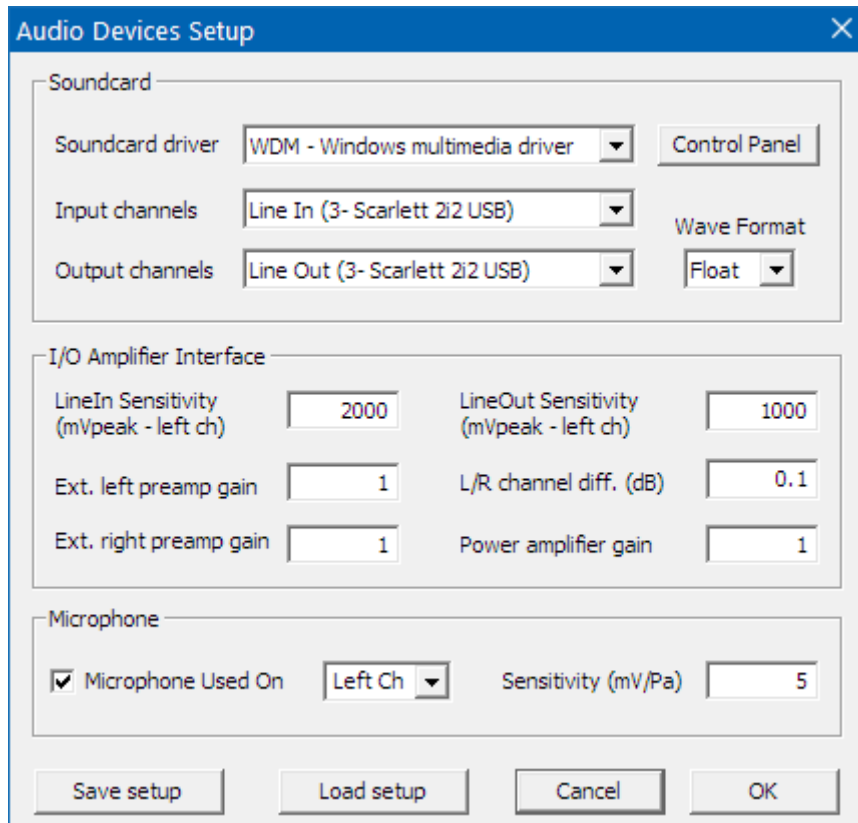 Audio Devices Setup
Soundcard
Soundcard driver WDM - Windows multimedia driver Control Panel
Input channels Line In (3- Scarlett 2i2 USB)
Wave Format
Output channels Line Out (3- Scarlett 2i2 USB) Float
I/O Amplifier Interface
LineIn Sensitivity
(mVpeak - left ch) 2000
LineOut Sensitivity
(mVpeak - left ch) 1000
Ext. left preamp gain 1
L/R channel diff. (dB) 0.1
Ext. right preamp gain 1
Power amplifier gain 1
Microphone
Microphone Used On Left Ch Sensitivity (mV/Pa) 5
Save setup Load setup Cancel OK